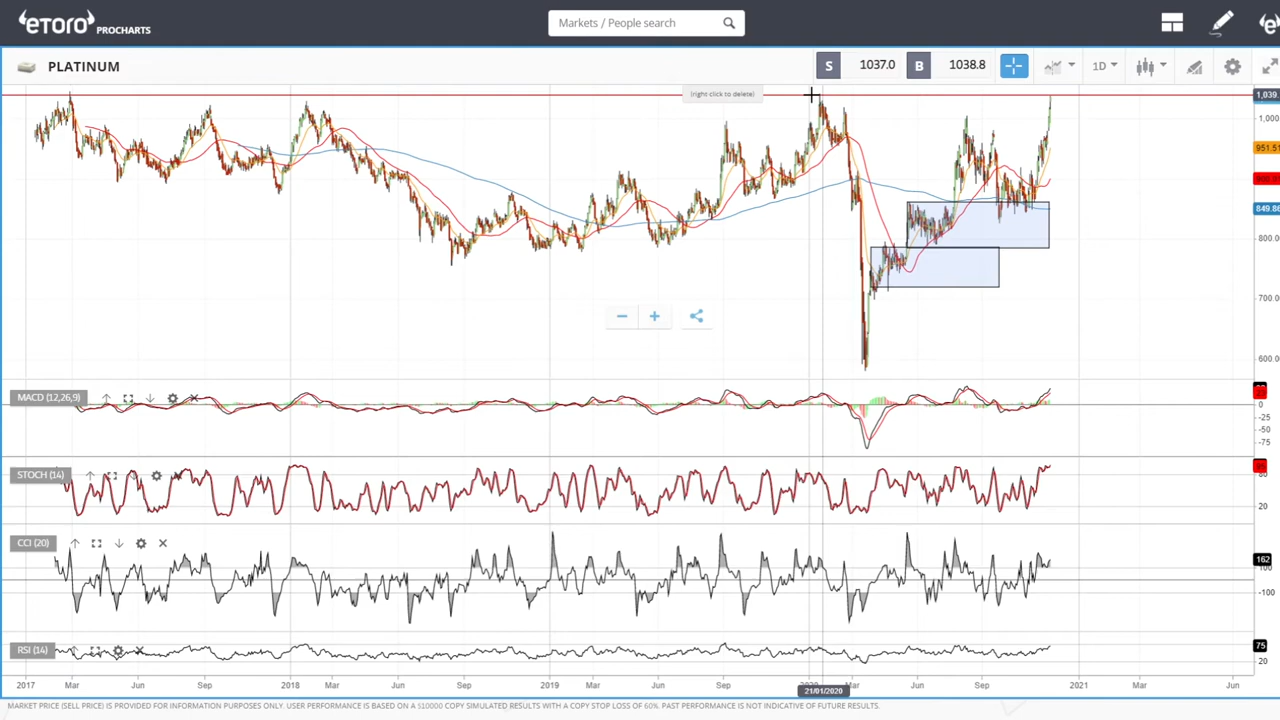 eTORO PROCHARTS
Markets / People search
PLATINUM
S 1037.0 B 1038.8
1D
(right click to delete)
1,039.
1,000.
951.51
849.86
800.
700.
600.
MACD (12,26,9)
0
-25
-50
-75
STOCH (14)
80
20
CCI (20)
162
100
-100
RSI (14)
75
20
2017 Mar Jun Sep 2018 Mar Jun Sep 2019 Mar Jun Sep 2020 Mar Jun Sep 2021 Mar Jun
21/01/2020
MARKET PRICE (SELL PRICE) IS PROVIDED FOR INFORMATION PURPOSES ONLY. USER PERFORMANCE IS BASED ON A $10000 COPY SIMULATED RESULTS WITH A COPY STOP LOSS OF 60%. PAST PERFORMANCE IS NOT INDICATIVE OF FUTURE RESULTS.